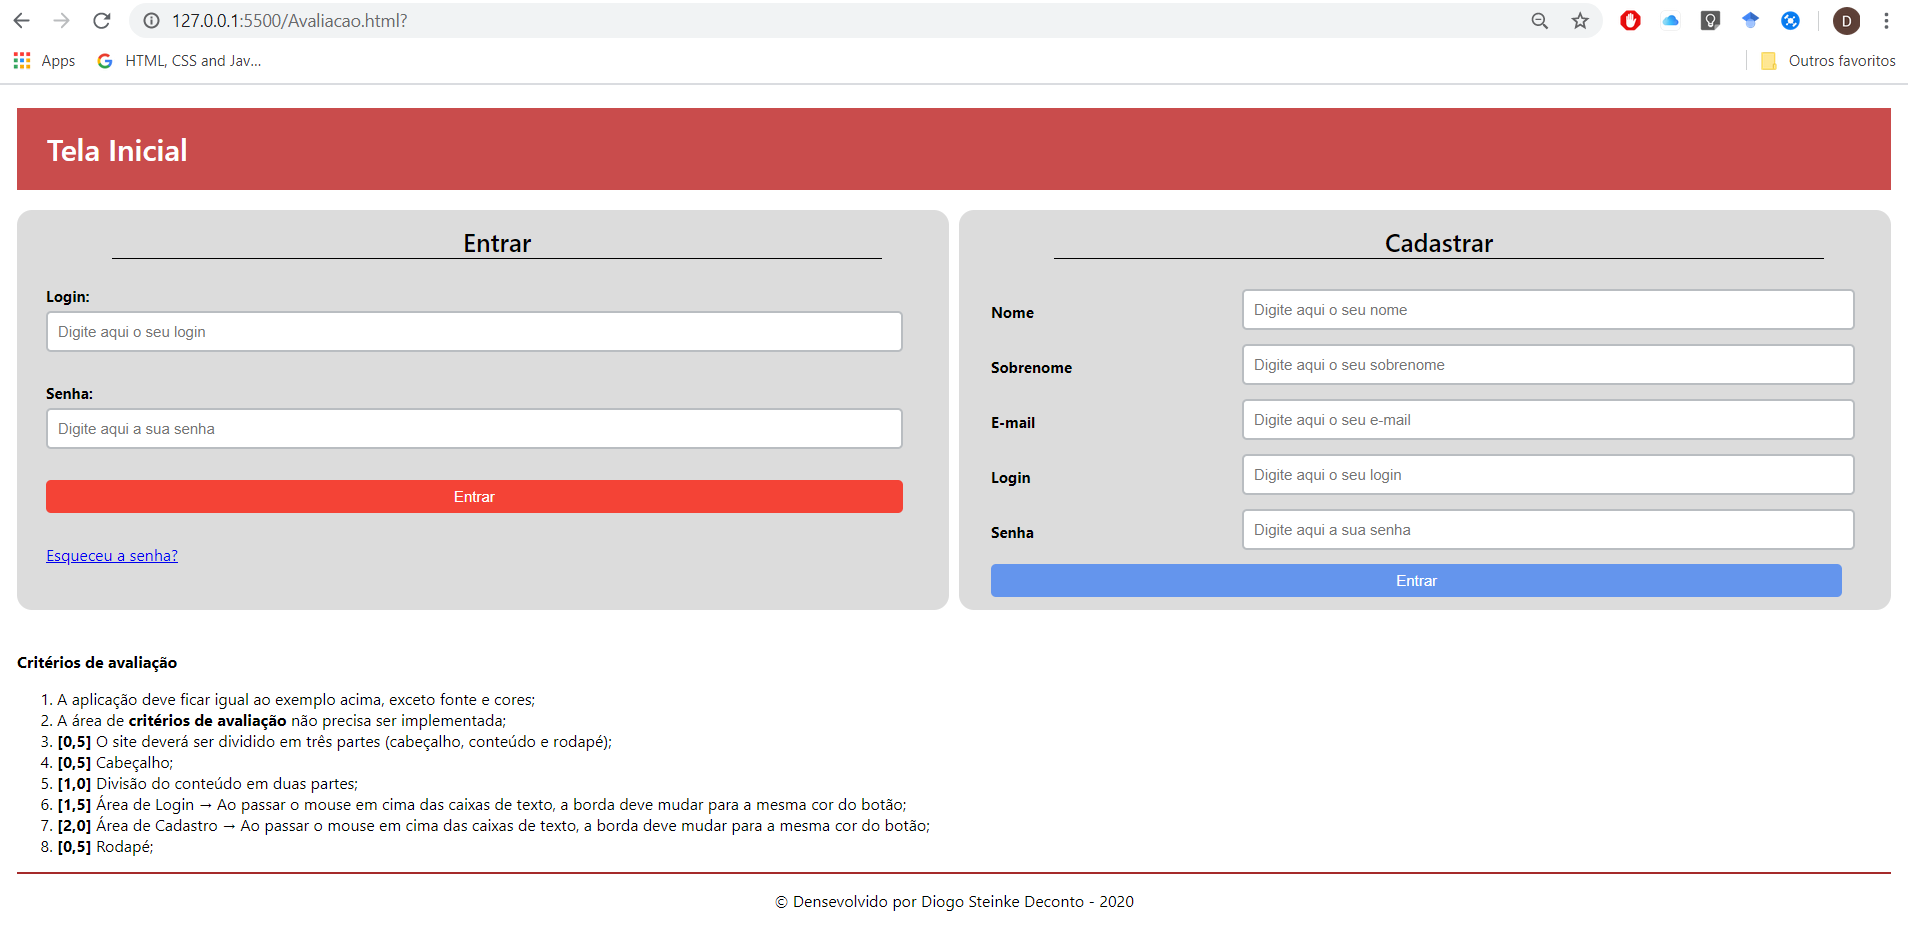 127.0.0.1:5500/Avaliacao.html?
D
Apps
HTML, CSS and Jav...
Outros favoritos
Tela Inicial
Entrar
Login:
Digite aqui o seu login
Senha:
Digite aqui a sua senha
Entrar
Esqueceu a senha?
Cadastrar
Nome
Digite aqui o seu nome
Sobrenome
Digite aqui o seu sobrenome
E-mail
Digite aqui o seu e-mail
Login
Digite aqui o seu login
Senha
Digite aqui a sua senha
Entrar
Critérios de avaliação
1. A aplicação deve ficar igual ao exemplo acima, exceto fonte e cores;
2. A área de critérios de avaliação não precisa ser implementada;
3. [0,5] O site deverá ser dividido em três partes (cabeçalho, conteúdo e rodapé);
4. [0,5] Cabeçalho;
5. [1,0] Divisão do conteúdo em duas partes;
6. [1,5] Área de Login → Ao passar o mouse em cima das caixas de texto, a borda deve mudar para a mesma cor do botão;
7. [2,0] Área de Cadastro → Ao passar o mouse em cima das caixas de texto, a borda deve mudar para a mesma cor do botão;
8. [0,5] Rodapé;
© Densevolvido por Diogo Steinke Deconto - 2020